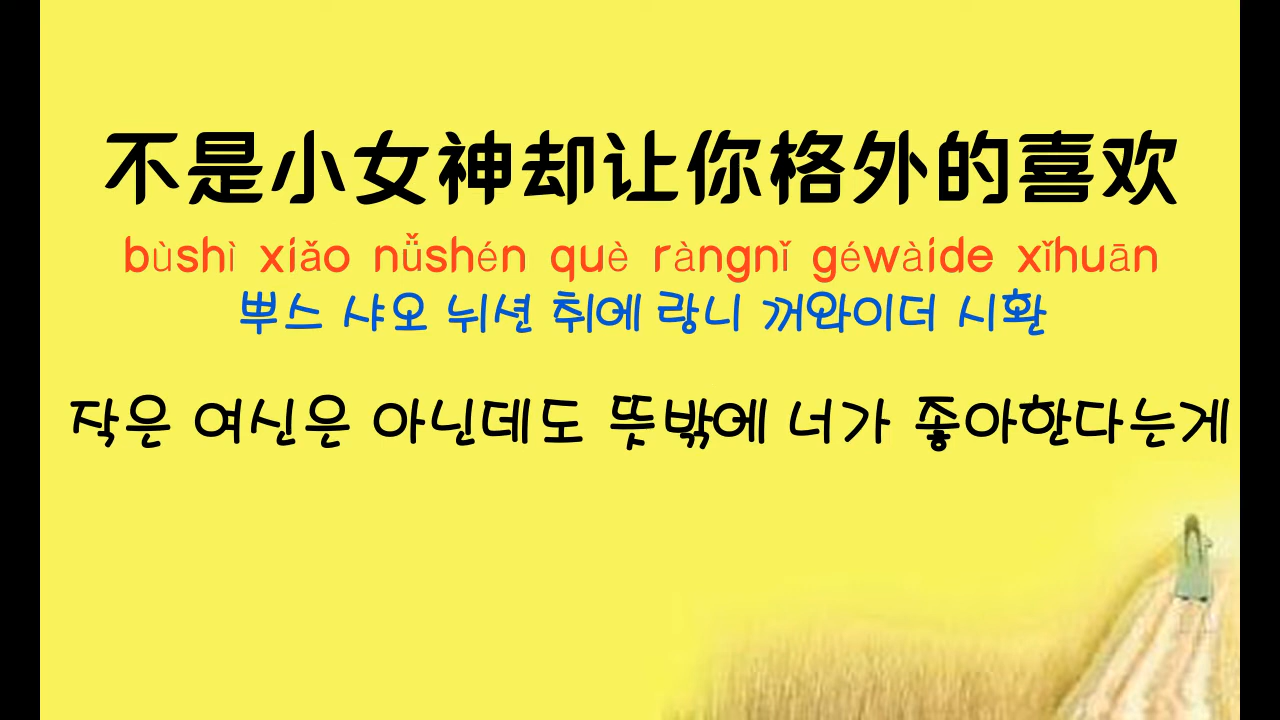 不是小女神却让你格外的喜欢
bùshì xiǎo nǚshén què ràngnǐ géwàide xǐhuān
뿌스 샤오 뉘션 취에 랑니 꺼와이더 시환
작은 여신은 아닌데도 뜻밖에 너가 좋아한다는게